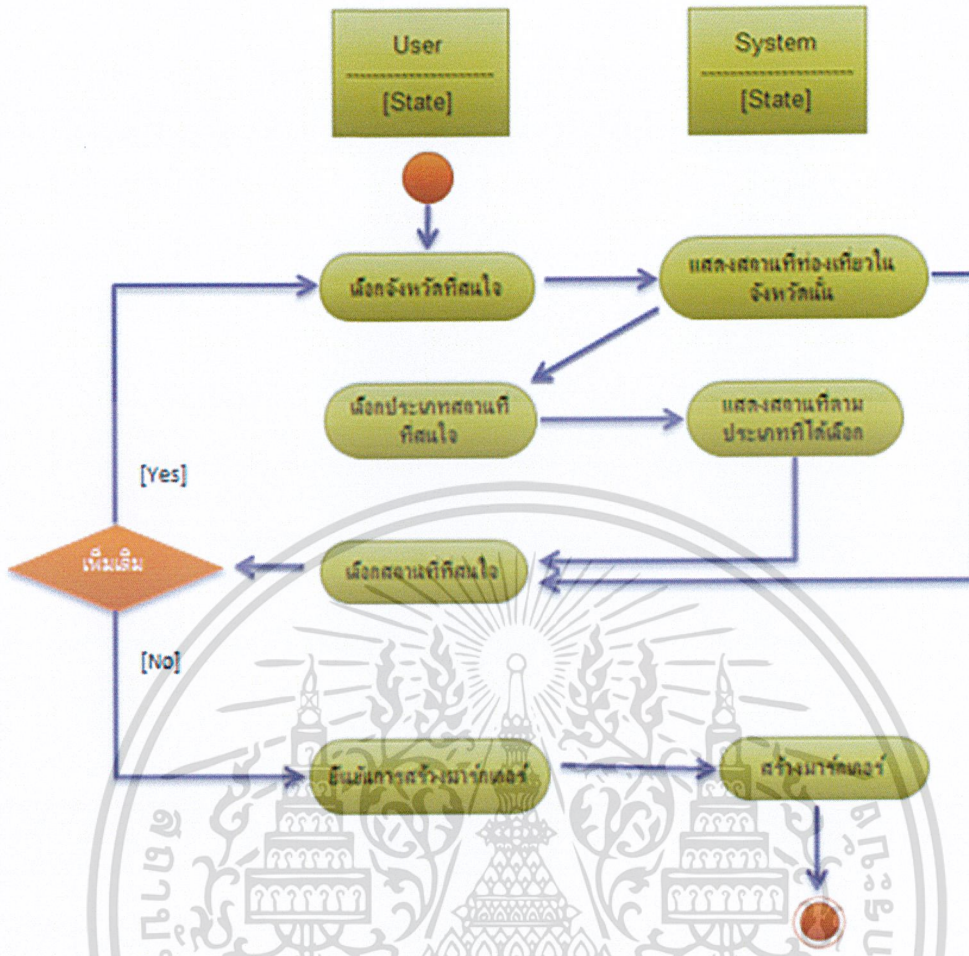 User
[State]
System
[State]
เลือกจังหวัดที่สนใจ
แสดงสถานที่ท่องเที่ยวใน
จังหวัดนั้น
เลือกประเภทสถานที่
ที่สนใจ
แสดงสถานที่ตาม
ประเภทที่ได้เลือก
[Yes]
เพิ่มเติม
เลือกสถานที่ที่สนใจ
[No]
ยืนยันการสร้างมาร์กเกอร์
สร้างมาร์กเกอร์